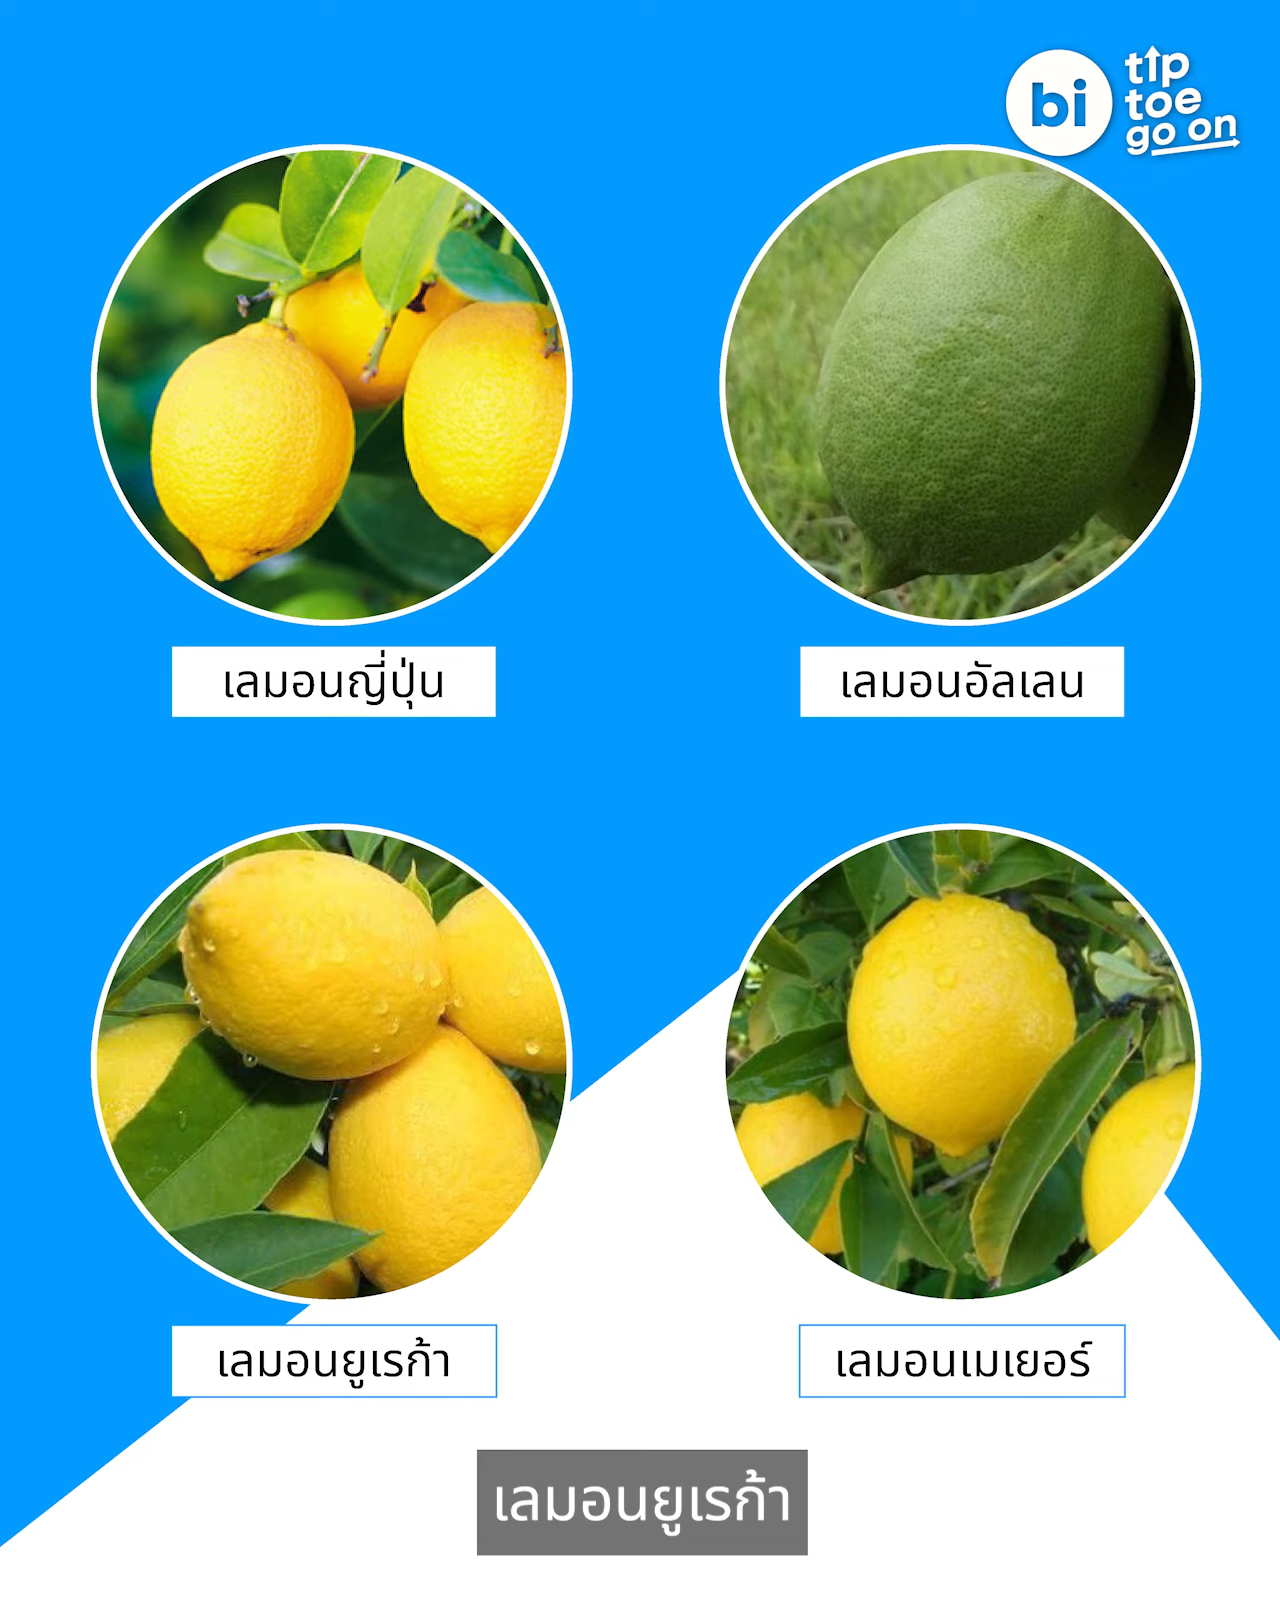 bi
tip
toe
go on
เลมอนญี่ปุ่น
เลมอนอัลเลน
เลมอนยูเรก้า
เลมอนเมเยอร์
เลมอนยูเรก้า